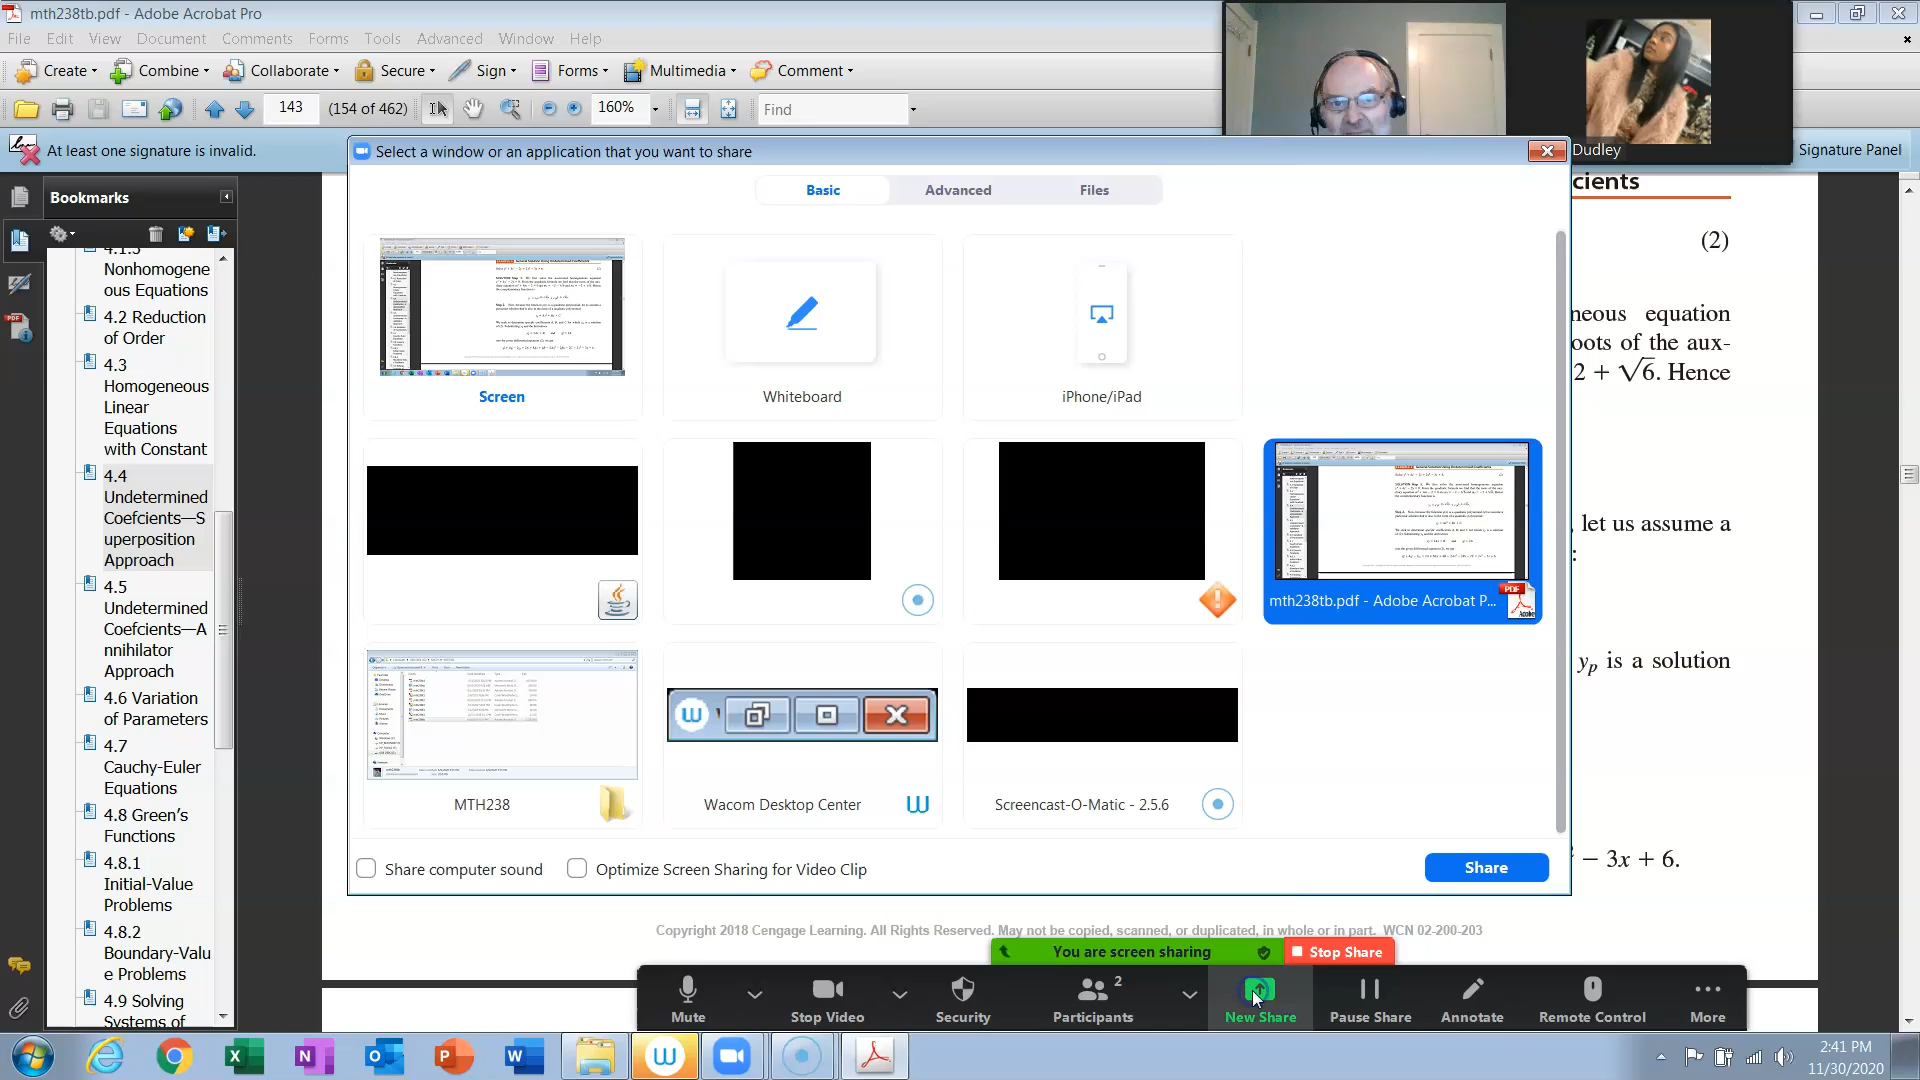 mth238tb.pdf - Adobe Acrobat Pro
File Edit View Document Comments Forms Tools Advanced Window Help
Create Combine Collaborate Secure Sign Forms Multimedia Comment
143 (154 of 462) 160% Find
At least one signature is invalid.
Signature Panel
Dudley
Select a window or an application that you want to share
Bookmarks
Basic Advanced Files
cients
(2)
Nonhomogene
ous Equations
4.2 Reduction
of Order
4.3
Homogeneous
Linear
Equations
with Constant
4.4
Undetermined
Coefcients—S
uperposition
Approach
4.5
Undetermined
Coefcients—A
nnihilator
Approach
4.6 Variation
of Parameters
4.7
Cauchy-Euler
Equations
4.8 Green's
Functions
4.8.1
Initial-Value
Problems
4.8.2
Boundary-Valu
e Problems
4.9 Solving
Systems of
Screen
Whiteboard
iPhone/iPad
neous equation
oots of the aux-
2 + √6. Hence
, let us assume a
:
mth238tb.pdf - Adobe Acrobat P...
PDF
Adobe
yp is a solution
MTH238
Wacom Desktop Center
Screencast-O-Matic - 2.5.6
− 3x + 6.
Share computer sound
Optimize Screen Sharing for Video Clip
Share
Copyright 2018 Cengage Learning. All Rights Reserved. May not be copied, scanned, or duplicated, in whole or in part. WCN 02-200-203
You are screen sharing
Stop Share
Mute
Stop Video
Security
Participants 2
New Share
Pause Share
Annotate
Remote Control
More
2:41 PM
11/30/2020